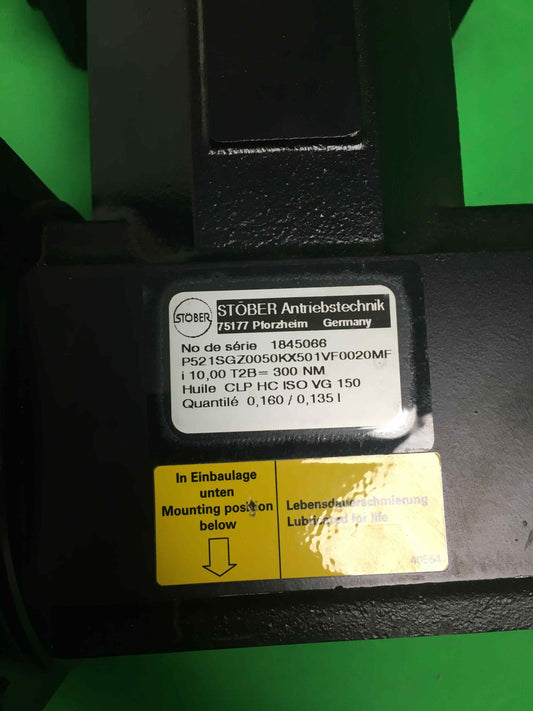 STÖBER
STÖBER Antriebstechnik
75177 Pforzheim Germany
No de série 1845066
P521SGZ0050KX501VF0020MF
i 10,00 T2B= 300 NM
Huile CLP HC ISO VG 150
Quantilé 0,160 / 0,135 l
In Einbaulage
unten
Mounting position
below
Lebensdauerschmierung
Lubricated for life
40564